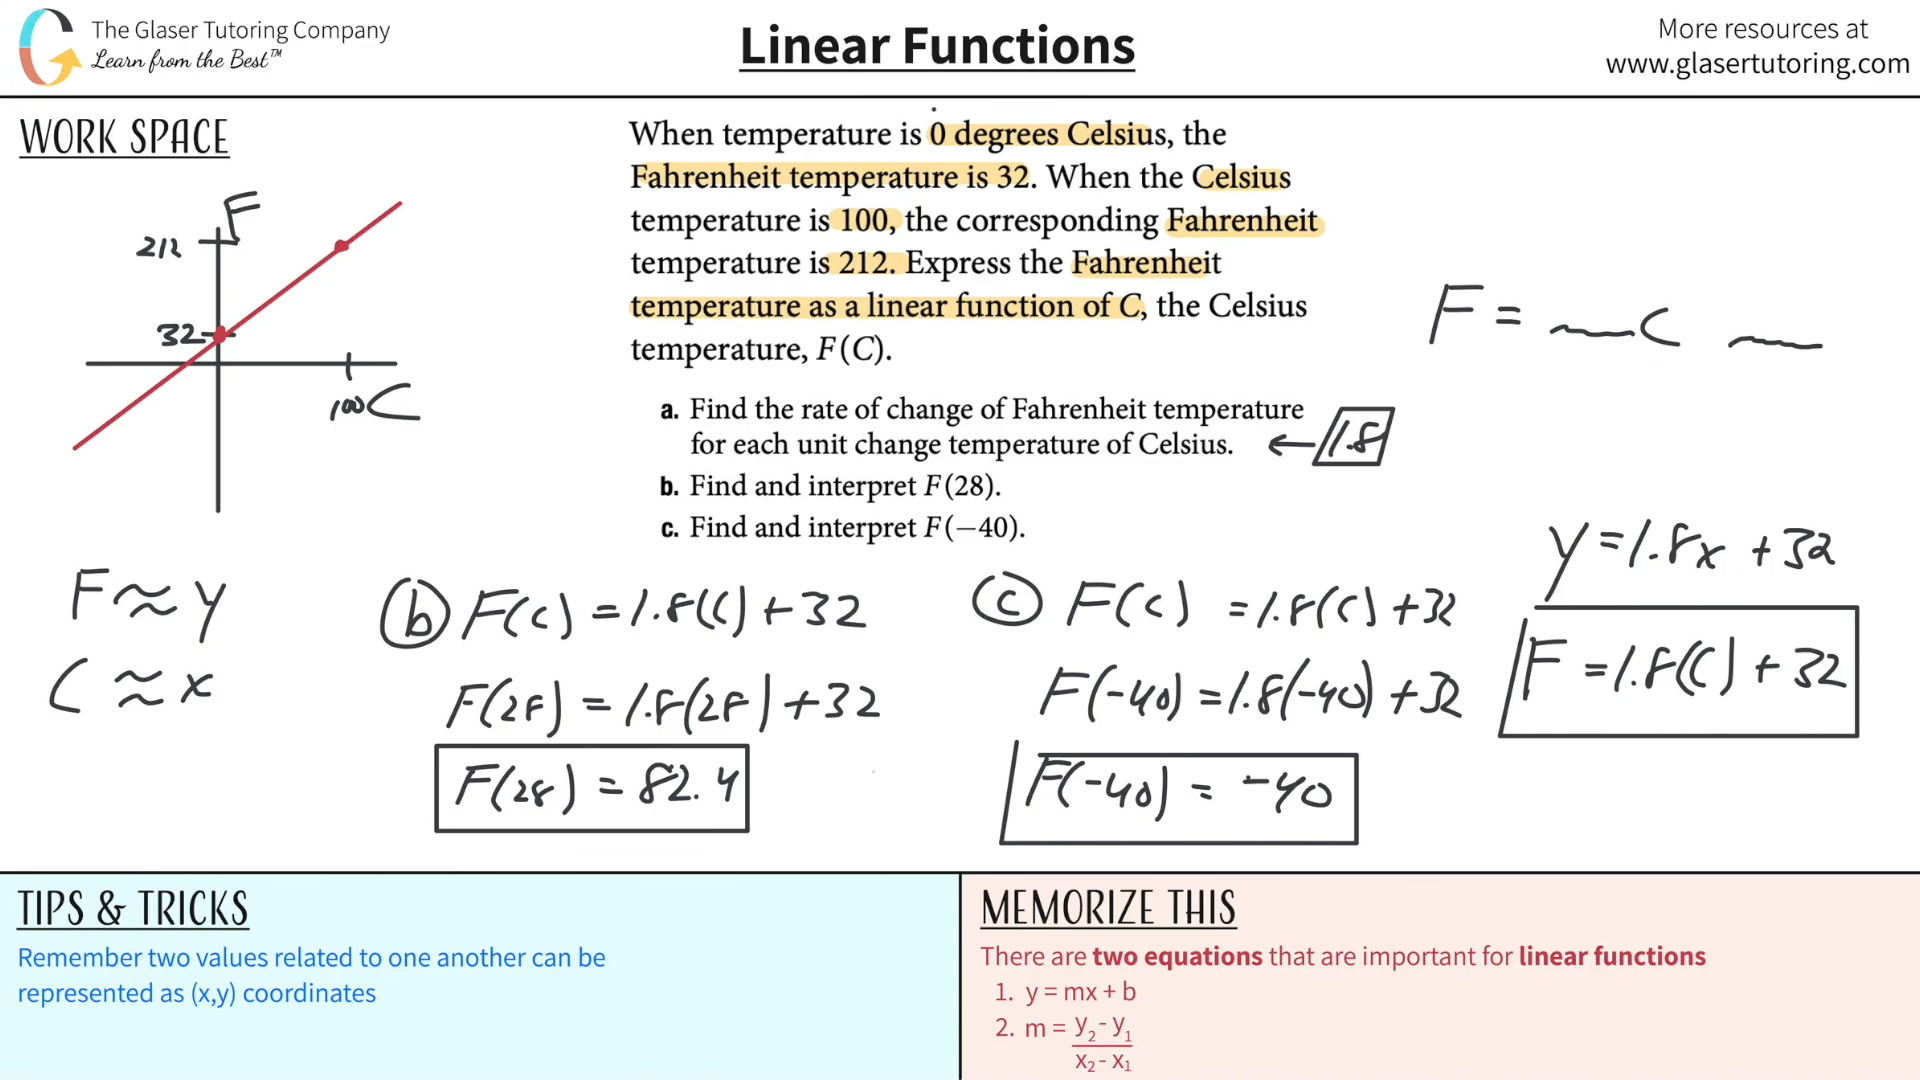 The Glaser Tutoring Company
Learn from the Best™
Linear Functions
More resources at
www.glasertutoring.com
WORK SPACE
F
212
32
100 C
When temperature is 0 degrees Celsius, the
Fahrenheit temperature is 32. When the Celsius
temperature is 100, the corresponding Fahrenheit
temperature is 212. Express the Fahrenheit
temperature as a linear function of C, the Celsius
temperature, F(C).
a. Find the rate of change of Fahrenheit temperature
for each unit change temperature of Celsius. ← 1.8
b. Find and interpret F(28).
c. Find and interpret F(−40).
F = __C __
y = 1.8x + 32
F = 1.8(C) + 32
F ≈ y
C ≈ x
b F(C) = 1.8(C) + 32
F(28) = 1.8(28) + 32
F(28) = 82.4
c F(C) = 1.8(C) + 32
F(-40) = 1.8(-40) + 32
F(-40) = -40
TIPS & TRICKS
Remember two values related to one another can be
represented as (x,y) coordinates
MEMORIZE THIS
There are two equations that are important for linear functions
1. y = mx + b
2. m = y₂ - y₁
x₂ - x₁